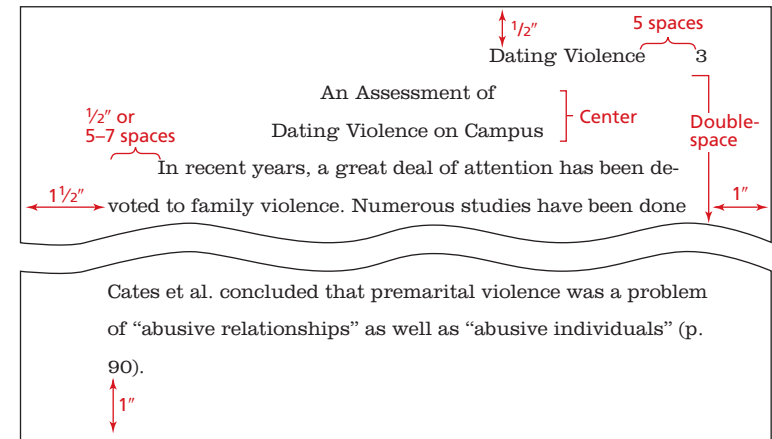 1/2″
5 spaces
Dating Violence 3
An Assessment of
Dating Violence on Campus
Center
Double-
space
1/2″ or
5–7 spaces
In recent years, a great deal of attention has been de-
1 1/2″
voted to family violence. Numerous studies have been done
1″
Cates et al. concluded that premarital violence was a problem
of “abusive relationships” as well as “abusive individuals” (p.
90).
1″